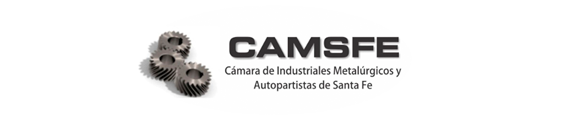 CAMSFE
Cámara de Industriales Metalúrgicos y
Autopartistas de Santa Fe